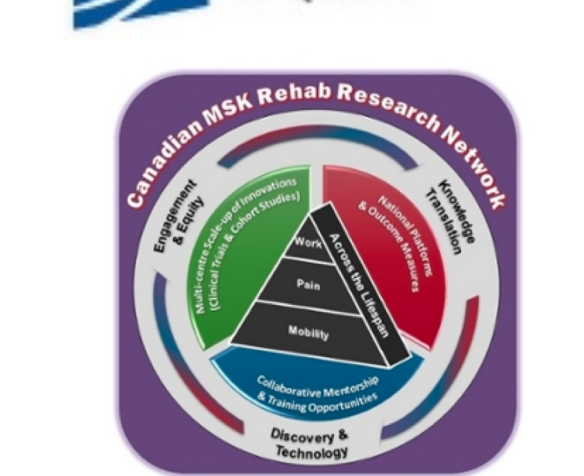 Canadian MSK Rehab Research Network
Engagement
& Equity
Knowledge
Translation
Multi-centre Scale-up of Innovations
(Clinical Trials & Cohort Studies)
National Platforms
& Outcome Measures
Work
Pain
Mobility
Across the Lifespan
Collaborative Mentorship
& Training Opportunities
Discovery &
Technology